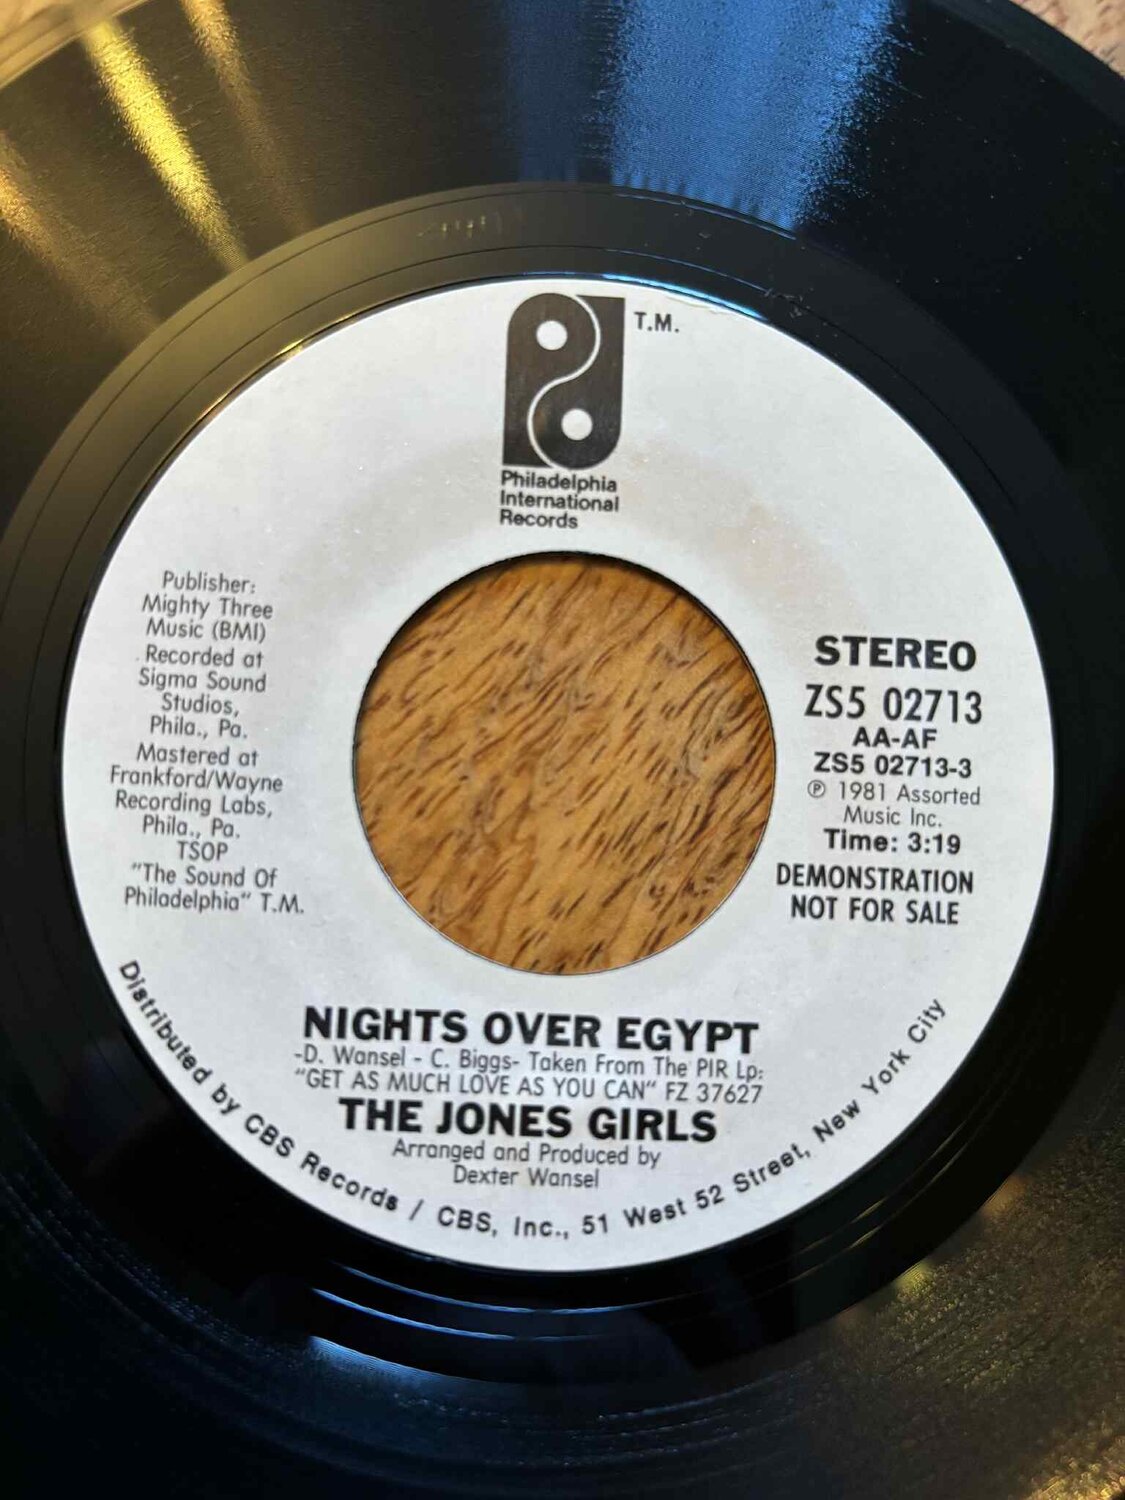 T.M.
Philadelphia
International
Records
Publisher:
Mighty Three
Music (BMI)
Recorded at
Sigma Sound
Studios,
Phila., Pa.
Mastered at
Frankford/Wayne
Recording Labs,
Phila., Pa.
TSOP
"The Sound Of
Philadelphia" T.M.
STEREO
ZS5 02713
AA-AF
ZS5 02713-3
℗ 1981 Assorted
Music Inc.
Time: 3:19
DEMONSTRATION
NOT FOR SALE
NIGHTS OVER EGYPT
-D. Wansel - C. Biggs- Taken From The PIR Lp:
"GET AS MUCH LOVE AS YOU CAN" FZ 37627
THE JONES GIRLS
Arranged and Produced by
Dexter Wansel
Distributed by CBS Records / CBS, Inc., 51 West 52 Street, New York City